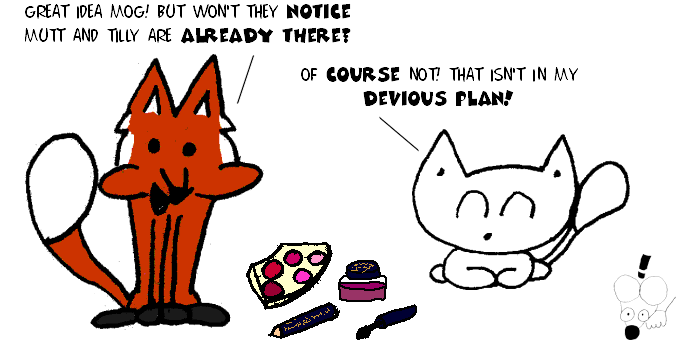 GREAT IDEA MOG! BUT WON'T THEY NOTICE
MUTT AND TILLY ARE ALREADY THERE?
OF COURSE NOT! THAT ISN'T IN MY
DEVIOUS PLAN!